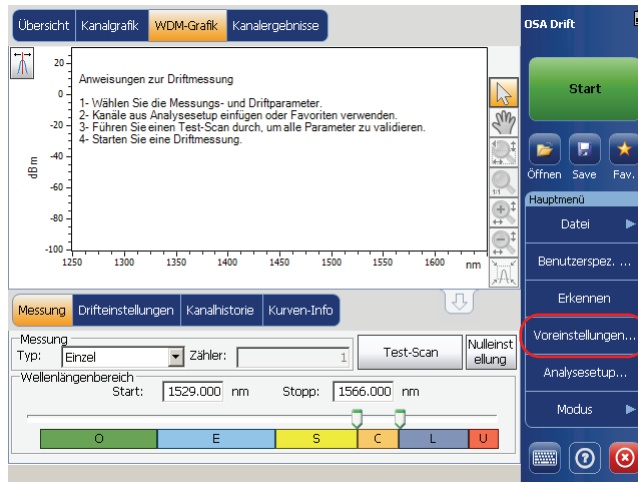 Übersicht Kanalgrafik WDM-Grafik Kanalergebnisse
OSA Drift
20
0
-20
-40
-60
-80
-100
dBm
Anweisungen zur Driftmessung
1- Wählen Sie die Messungs- und Driftparameter.
2- Kanäle aus Analysesetup einfügen oder Favoriten verwenden.
3- Führen Sie einen Test-Scan durch, um alle Parameter zu validieren.
4- Starten Sie eine Driftmessung.
1250 1300 1350 1400 1450 1500 1550 1600 nm
1:1
Start
Öffnen Save Fav.
Hauptmenü
Datei
Benutzerspez. ...
Erkennen
Voreinstellungen...
Analysesetup...
Modus
Messung Drifteinstellungen Kanalhistorie Kurven-Info
Messung
Typ: Einzel Zähler: 1 Test-Scan
Nulleinst
ellung
Wellenlängenbereich
Start: 1529.000 nm Stopp: 1566.000 nm
O E S C L U